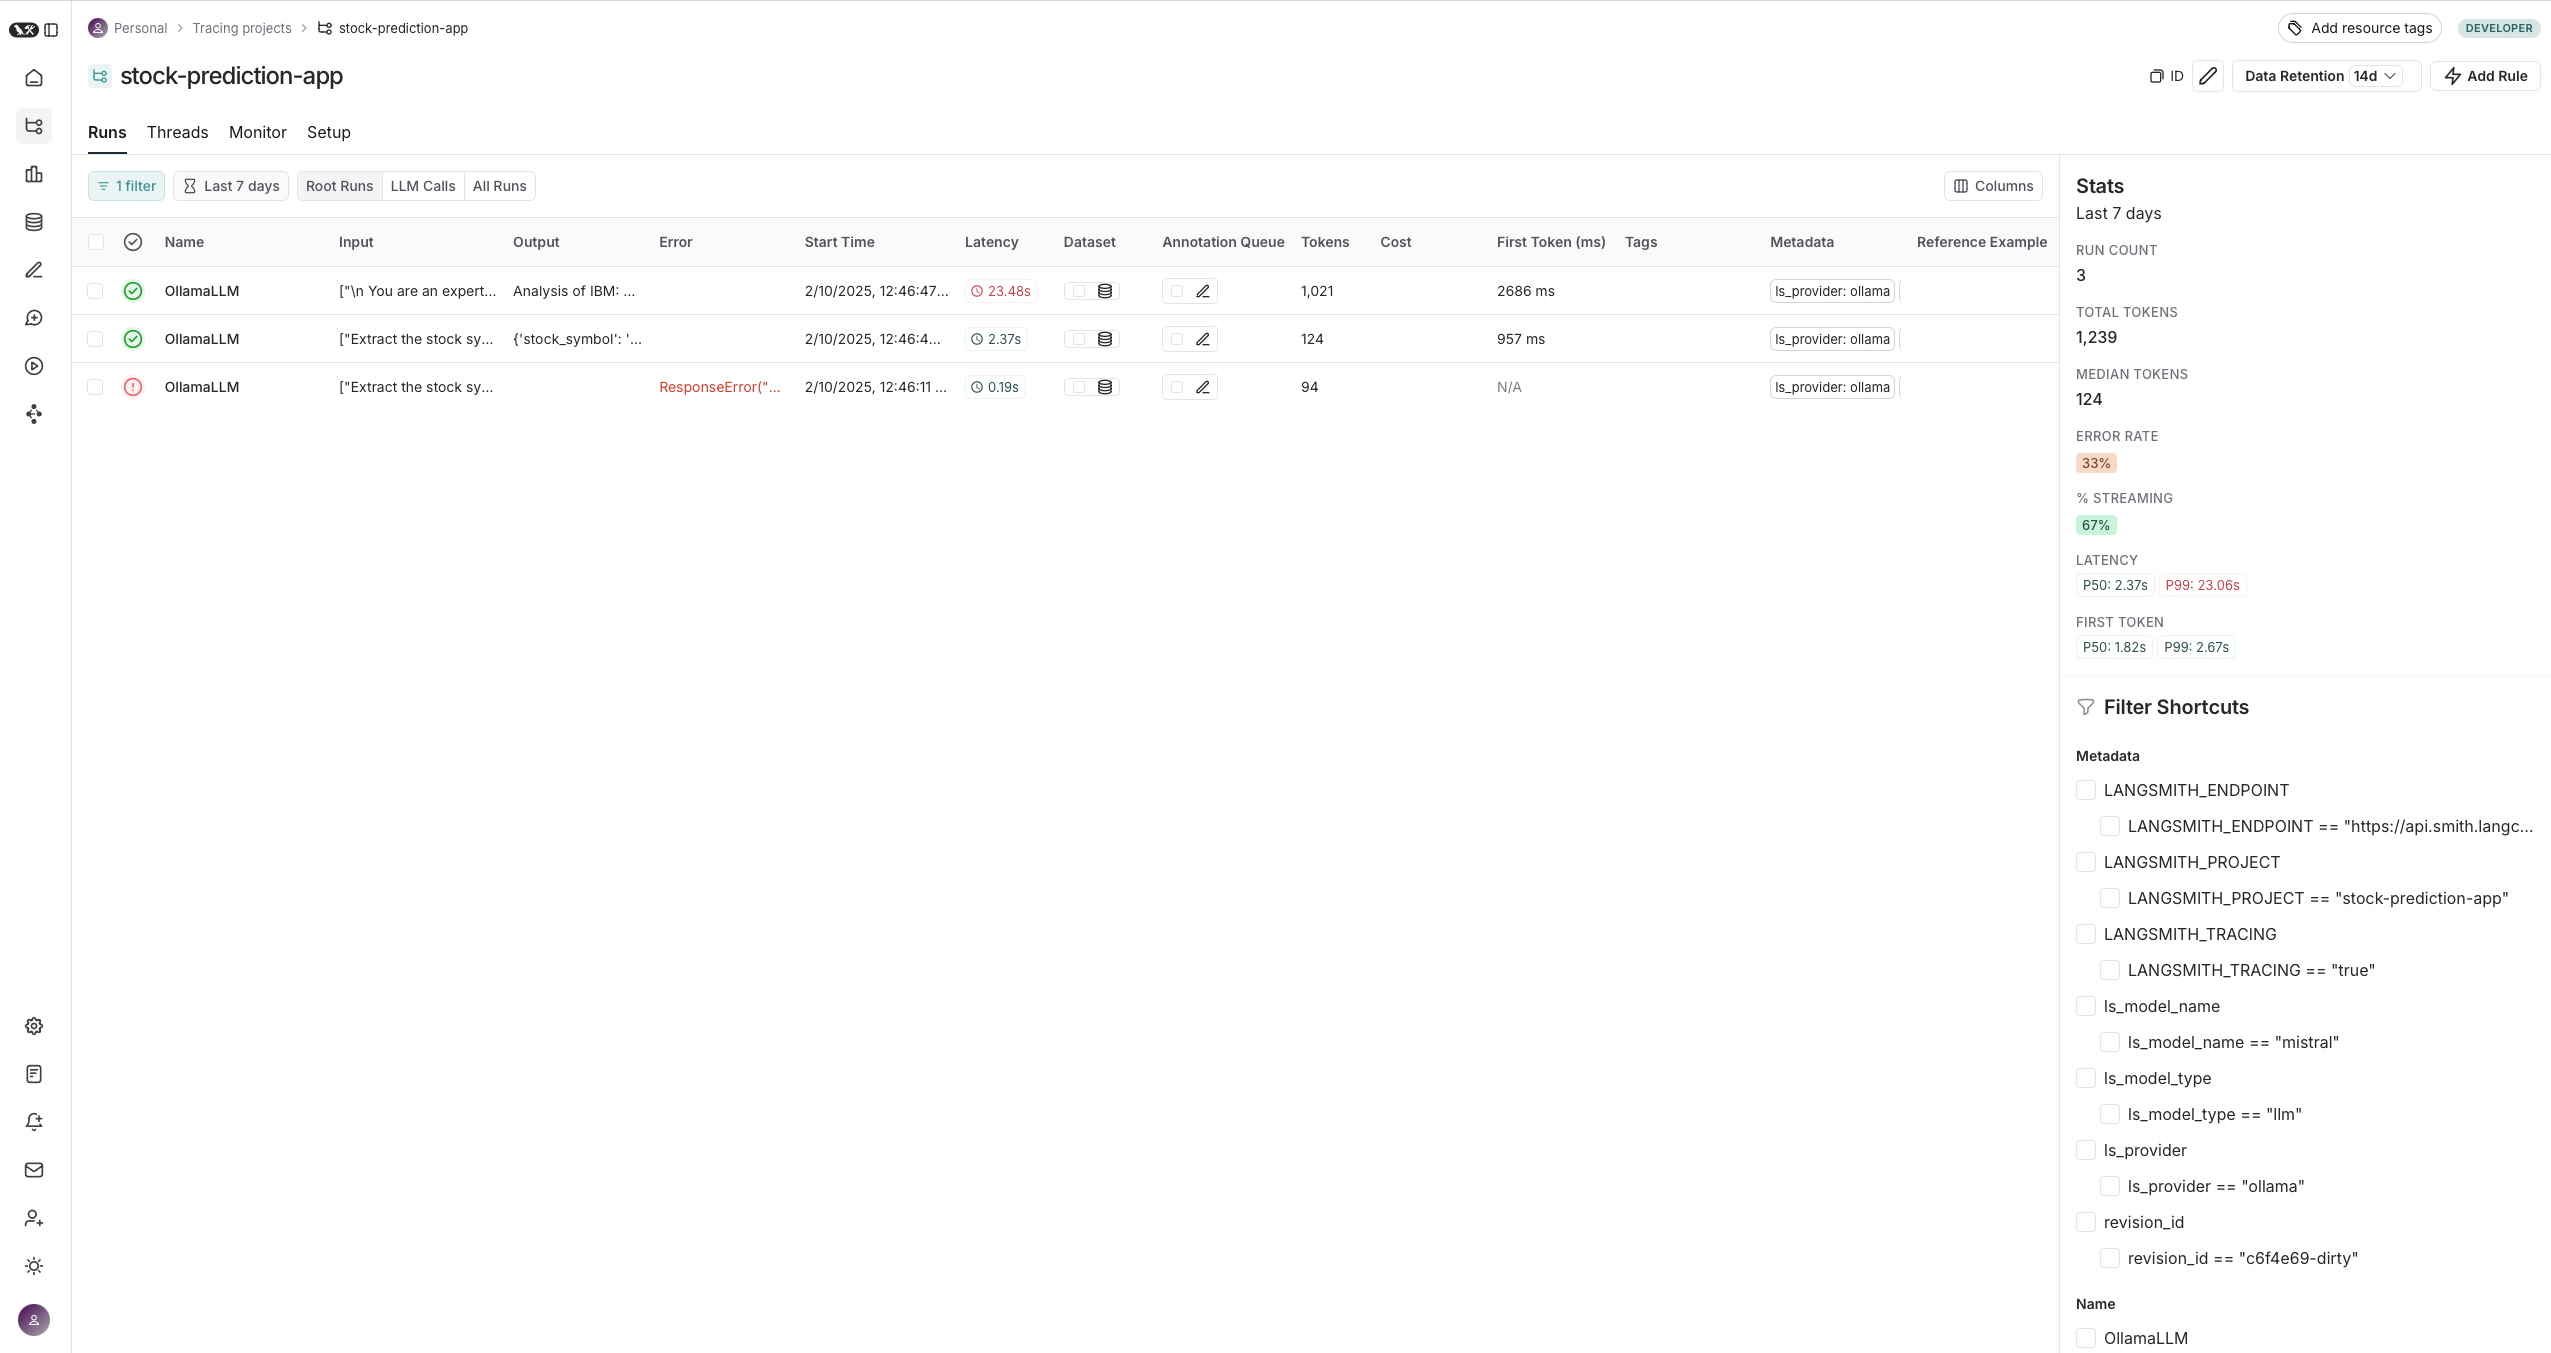 Personal > Tracing projects > stock-prediction-app
Add resource tags
DEVELOPER
stock-prediction-app
ID
Data Retention 14d
Add Rule
Runs Threads Monitor Setup
1 filter Last 7 days Root Runs LLM Calls All Runs Columns
Name Input Output Error Start Time Latency Dataset Annotation Queue Tokens Cost First Token (ms) Tags Metadata Reference Example
OllamaLLM ["\n You are an expert... Analysis of IBM: ... 2/10/2025, 12:46:47... 23.48s 1,021 2686 ms ls_provider: ollama
OllamaLLM ["Extract the stock sy... {'stock_symbol': '... 2/10/2025, 12:46:4... 2.37s 124 957 ms ls_provider: ollama
OllamaLLM ["Extract the stock sy... ResponseError("... 2/10/2025, 12:46:11 ... 0.19s 94 N/A ls_provider: ollama
Stats
Last 7 days
RUN COUNT
3
TOTAL TOKENS
1,239
MEDIAN TOKENS
124
ERROR RATE
33%
% STREAMING
67%
LATENCY
P50: 2.37s P99: 23.06s
FIRST TOKEN
P50: 1.82s P99: 2.67s
Filter Shortcuts
Metadata
LANGSMITH_ENDPOINT
LANGSMITH_ENDPOINT == "https://api.smith.langc...
LANGSMITH_PROJECT
LANGSMITH_PROJECT == "stock-prediction-app"
LANGSMITH_TRACING
LANGSMITH_TRACING == "true"
ls_model_name
ls_model_name == "mistral"
ls_model_type
ls_model_type == "llm"
ls_provider
ls_provider == "ollama"
revision_id
revision_id == "c6f4e69-dirty"
Name
OllamaLLM